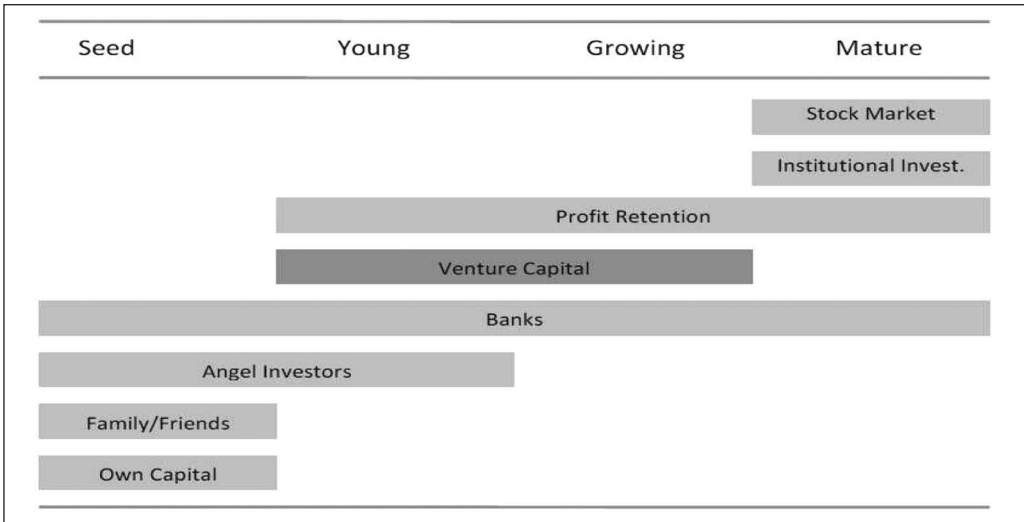 Seed Young Growing Mature
Stock Market
Institutional Invest.
Profit Retention
Venture Capital
Banks
Angel Investors
Family/Friends
Own Capital